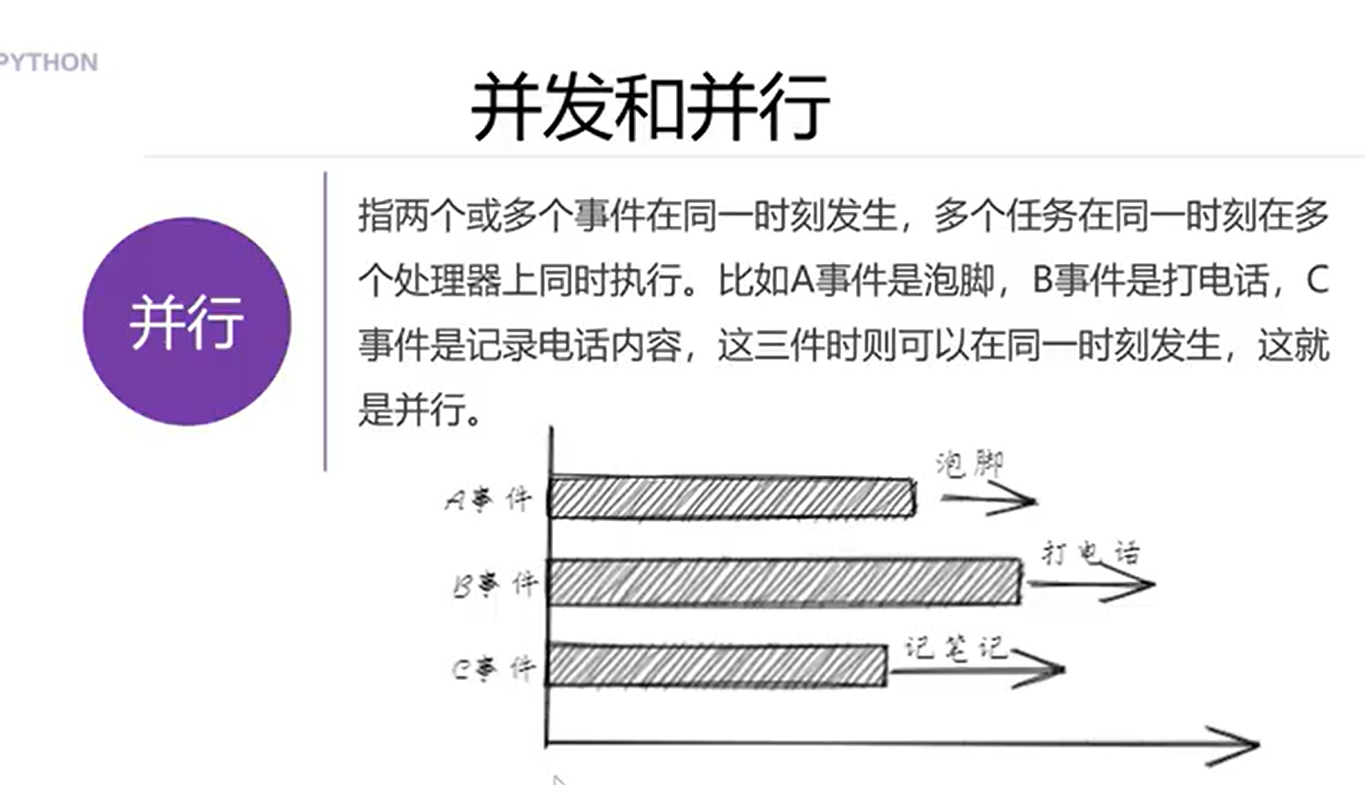 PYTHON
并发和并行
并行
指两个或多个事件在同一时刻发生，多个任务在同一时刻在多
个处理器上同时执行。比如A事件是泡脚，B事件是打电话，C
事件是记录电话内容，这三件时则可以在同一时刻发生，这就
是并行。
A事件
泡脚
B事件
打电话
C事件
记笔记